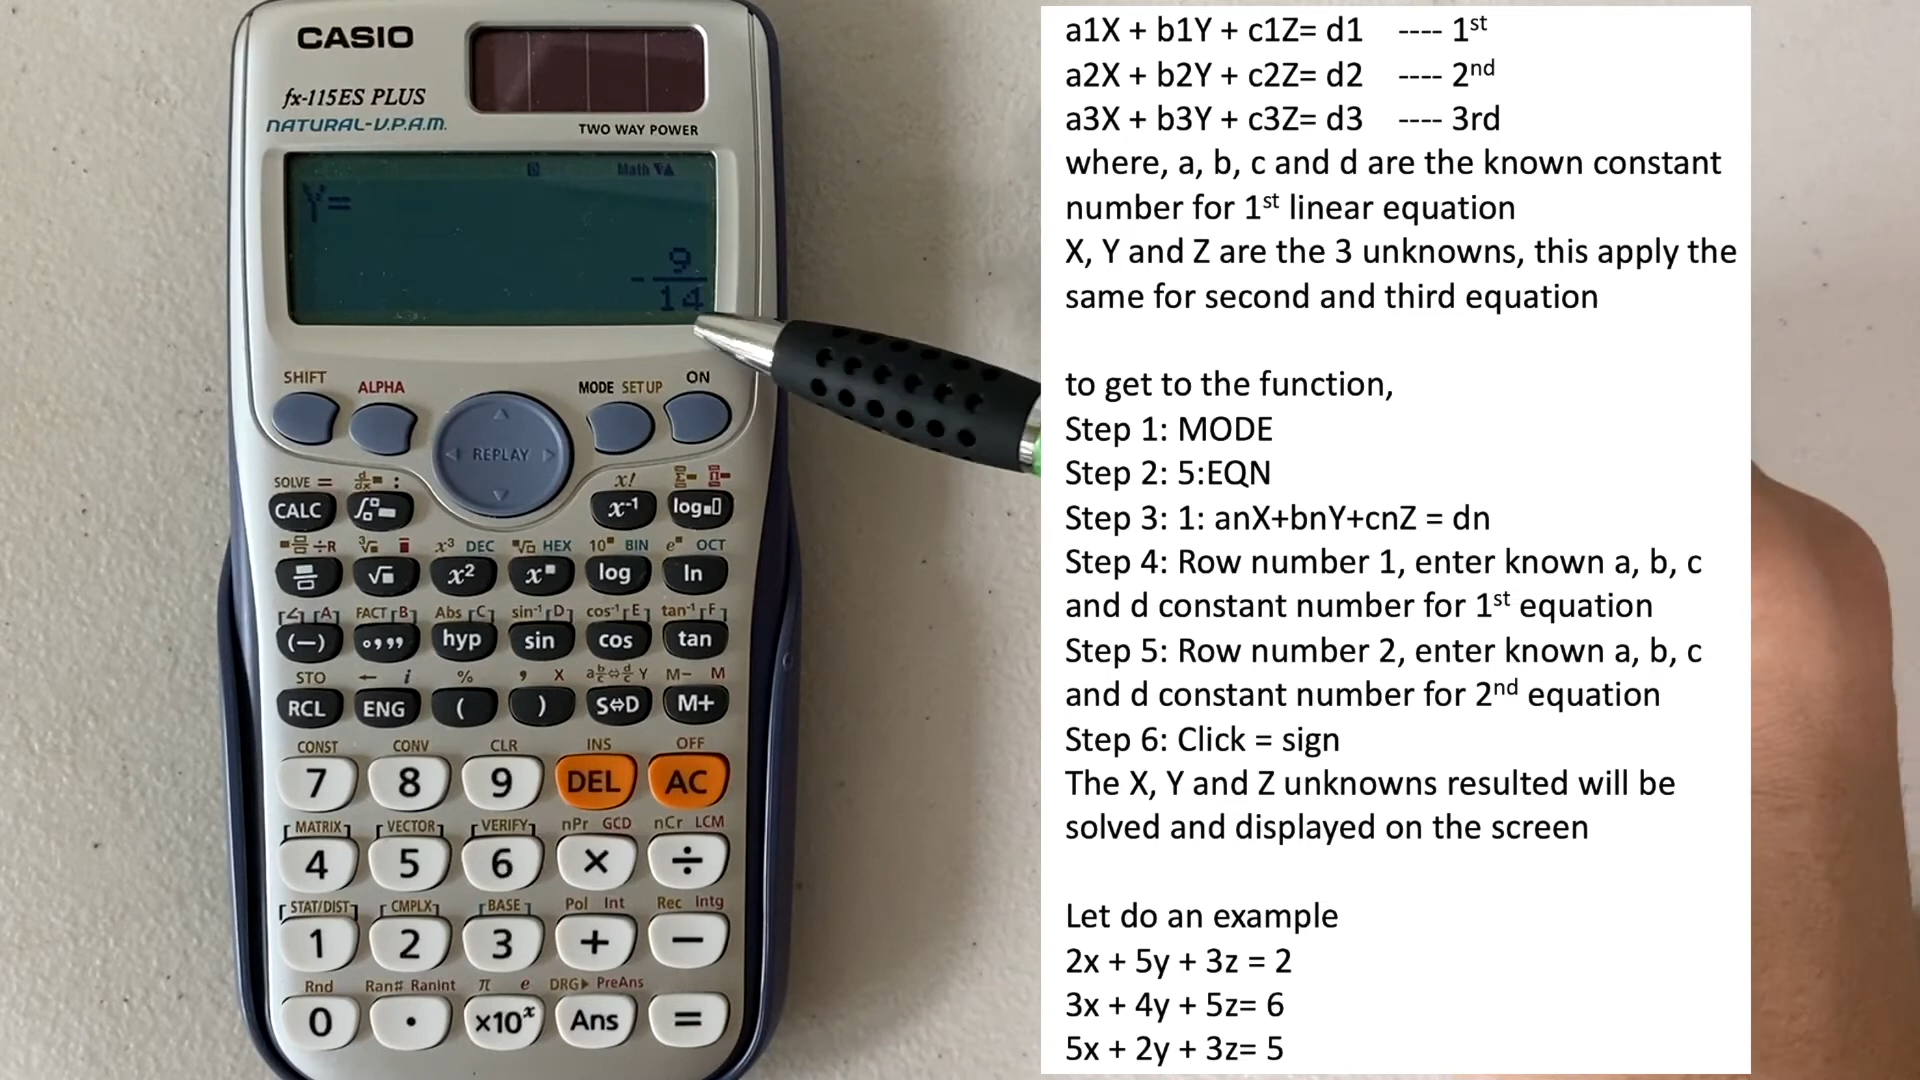 CASIO
fx-115ES PLUS
NATURAL-V.P.A.M.
TWO WAY POWER
Math
Y=
-9/14
SHIFT
ALPHA
MODE SETUP ON
REPLAY
SOLVE = d/dx :
x!
CALC
x⁻¹ log
÷R
x³ DEC HEX 10 BIN e OCT
x² x log ln
∠ A FACT B Abs C sin⁻¹ D cos⁻¹ E tan⁻¹ F
(−) °,,, hyp sin cos tan
STO ← i % , X Y M− M
RCL ENG ( ) S⇔D M+
CONST CONV CLR INS OFF
7 8 9 DEL AC
MATRIX VECTOR VERIFY nPr GCD nCr LCM
4 5 6 × ÷
STAT/DIST CMPLX BASE Pol Int Rec Intg
1 2 3 + −
Rnd Ran# RanInt π e DRG▶ PreAns
0 . ×10ˣ Ans =
a1X + b1Y + c1Z= d1 ---- 1st
a2X + b2Y + c2Z= d2 ---- 2nd
a3X + b3Y + c3Z= d3 ---- 3rd
where, a, b, c and d are the known constant
number for 1st linear equation
X, Y and Z are the 3 unknowns, this apply the
same for second and third equation
to get to the function,
Step 1: MODE
Step 2: 5:EQN
Step 3: 1: anX+bnY+cnZ = dn
Step 4: Row number 1, enter known a, b, c
and d constant number for 1st equation
Step 5: Row number 2, enter known a, b, c
and d constant number for 2nd equation
Step 6: Click = sign
The X, Y and Z unknowns resulted will be
solved and displayed on the screen
Let do an example
2x + 5y + 3z = 2
3x + 4y + 5z= 6
5x + 2y + 3z= 5